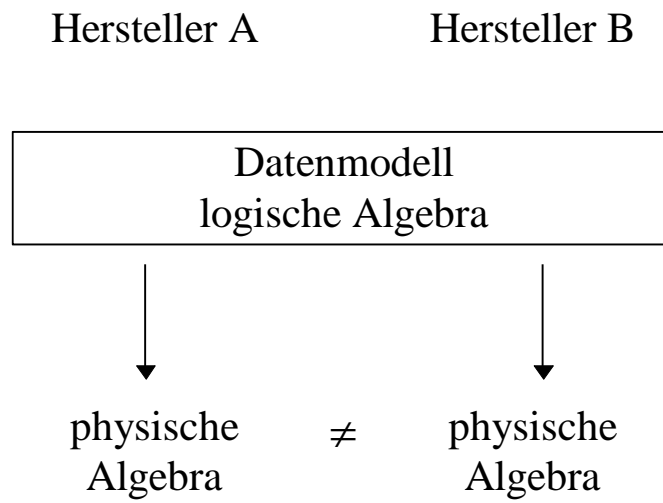 Hersteller A Hersteller B
Datenmodell
logische Algebra
physische ≠ physische
Algebra Algebra